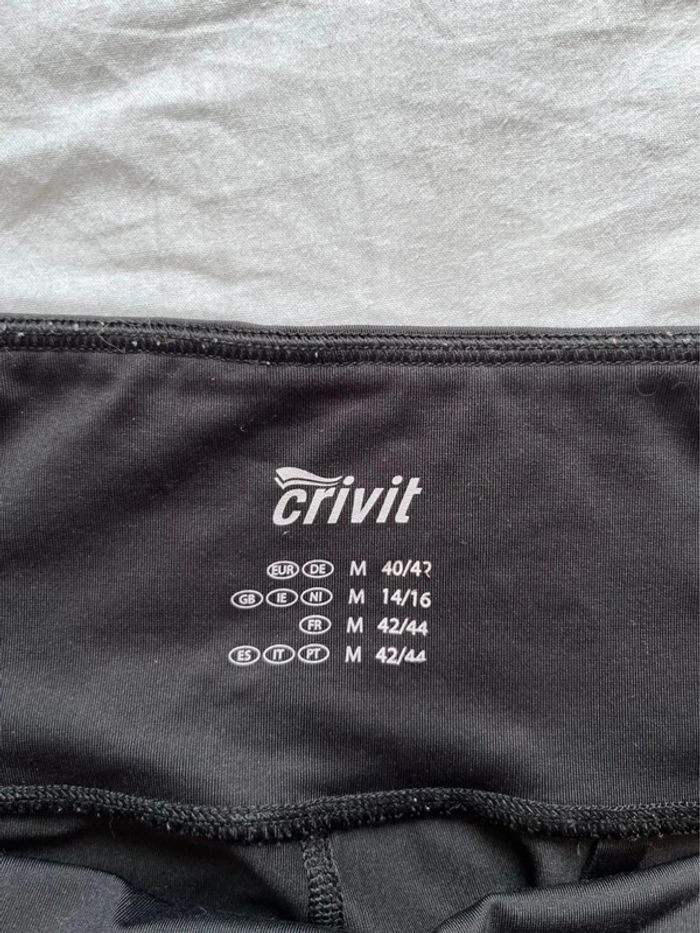 crivit
EUR DE M 40/42
GB IE NI M 14/16
FR M 42/44
ES IT PT M 42/44